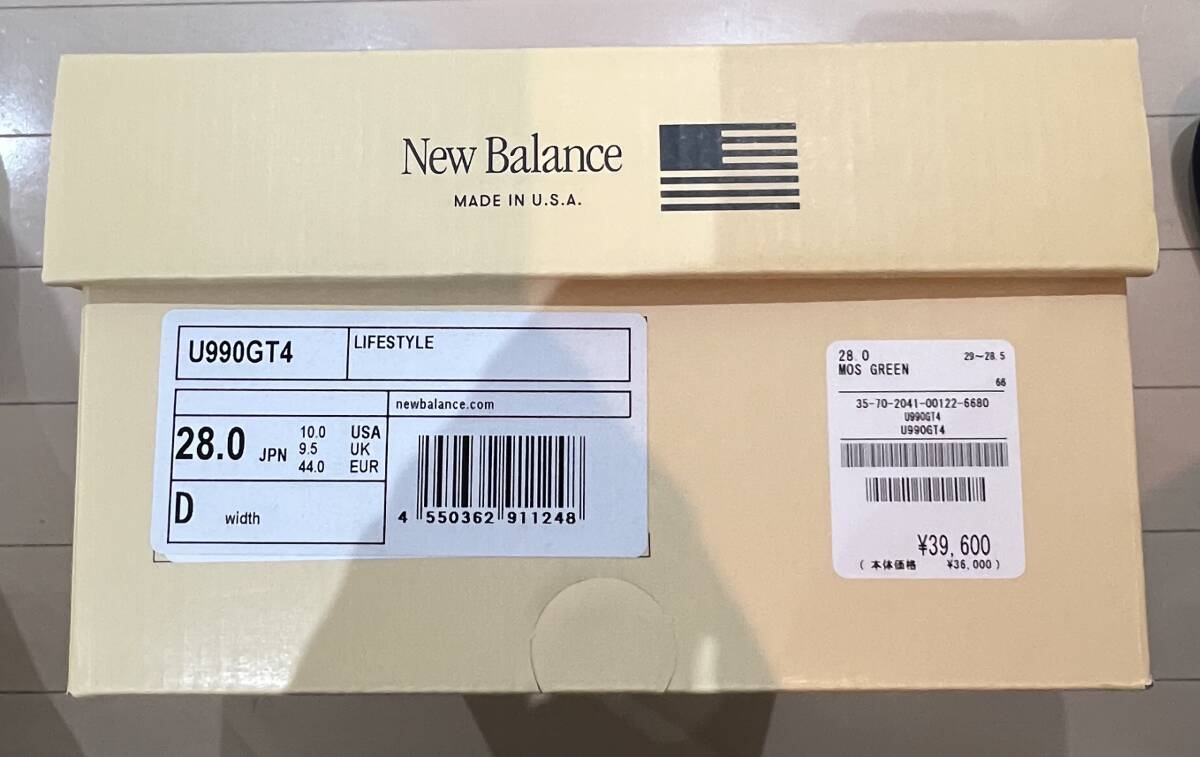 New Balance
MADE IN U.S.A.
U990GT4
LIFESTYLE
newbalance.com
28.0 JPN
10.0 USA
9.5 UK
44.0 EUR
D width
4 550362 911248
28.0 29~28.5
MOS GREEN
66
35-70-2041-00122-6680
U990GT4
U990GT4
¥39,600
(本体価格 ¥36,000)